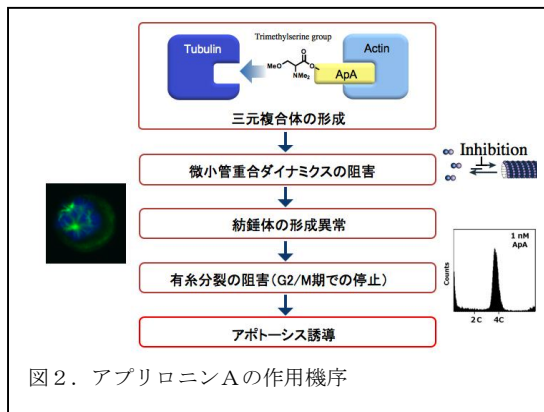 Trimethylserine group
Tubulin
Actin
O
MeO
O
NMe2
ApA
三元複合体の形成
微小管重合ダイナミクスの阻害
Inhibition
紡錘体の形成異常
有糸分裂の阻害(G2/M期での停止)
1 nM
ApA
Counts
2C 4C
アポトーシス誘導
図２．アプリロニンＡの作用機序